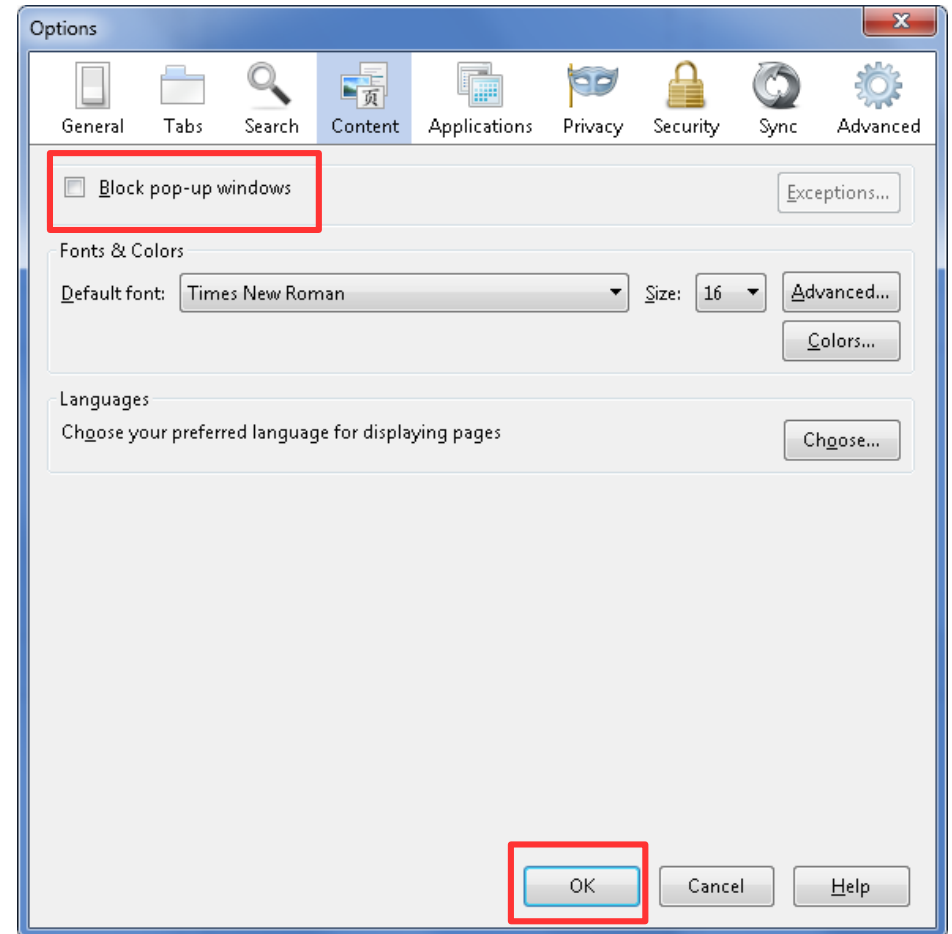 Options
页
General Tabs Search Content Applications Privacy Security Sync Advanced
Block pop-up windows Exceptions...
Fonts & Colors
Default font: Times New Roman Size: 16 Advanced...
Colors...
Languages
Choose your preferred language for displaying pages Choose...
OK Cancel Help